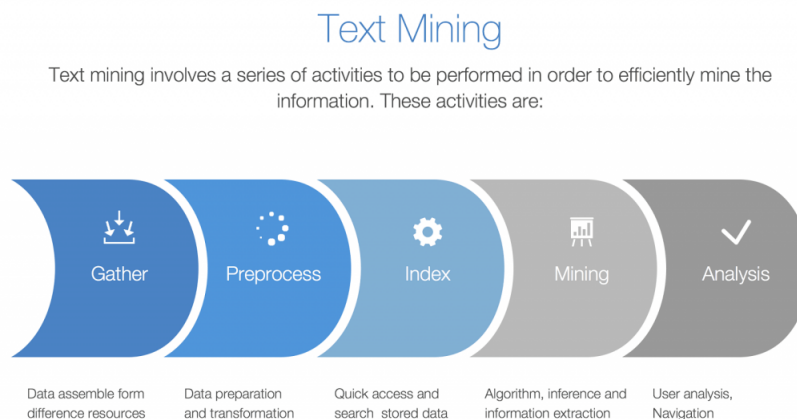 Text Mining
Text mining involves a series of activities to be performed in order to efficiently mine the
information. These activities are:
Gather
Preprocess
Index
Mining
Analysis
Data assemble form
difference resources
Data preparation
and transformation
Quick access and
search stored data
Algorithm, inference and
information extraction
User analysis,
Navigation